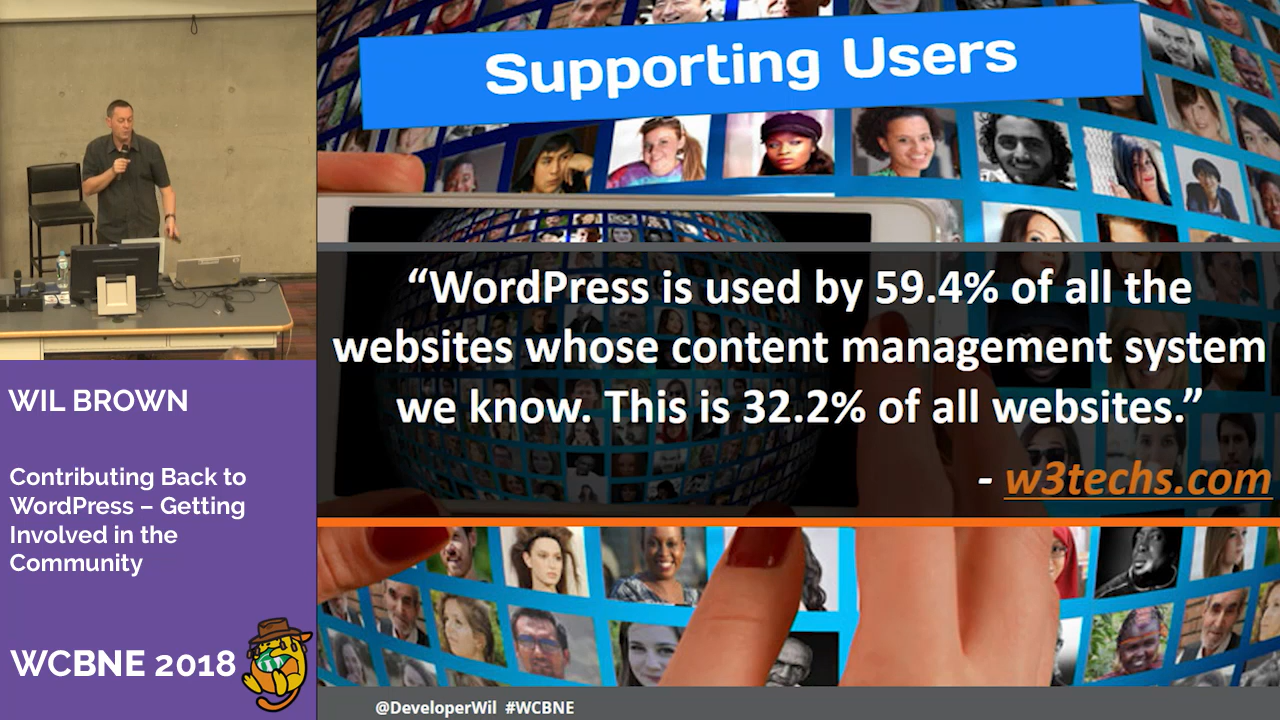 Supporting Users
“WordPress is used by 59.4% of all the
websites whose content management system
we know. This is 32.2% of all websites.”
- w3techs.com
WIL BROWN
Contributing Back to
WordPress – Getting
Involved in the
Community
WCBNE 2018
@DeveloperWil #WCBNE